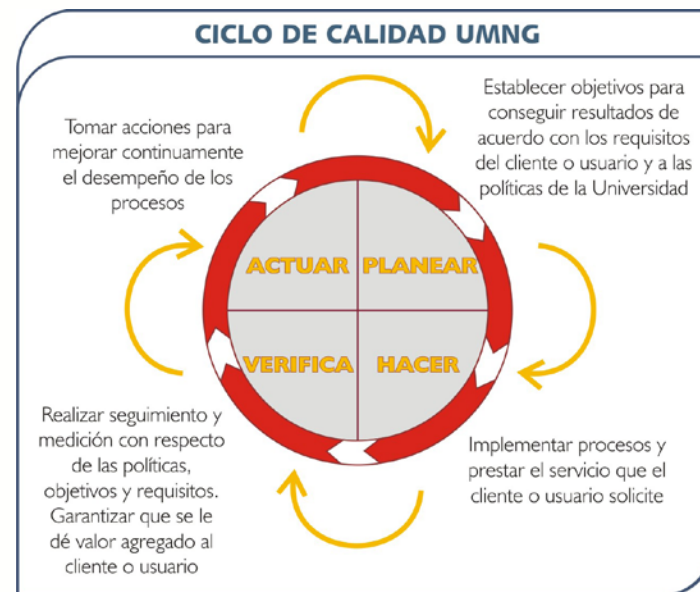 CICLO DE CALIDAD UMNG
Tomar acciones para
mejorar continuamente
el desempeño de los
procesos
Establecer objetivos para
conseguir resultados de
acuerdo con los requisitos
del cliente o usuario y a las
políticas de la Universidad
ACTUAR
PLANEAR
VERIFICA
HACER
Realizar seguimiento y
medición con respecto
de las políticas,
objetivos y requisitos.
Garantizar que se le
dé valor agregado al
cliente o usuario
Implementar procesos y
prestar el servicio que el
cliente o usuario solicite